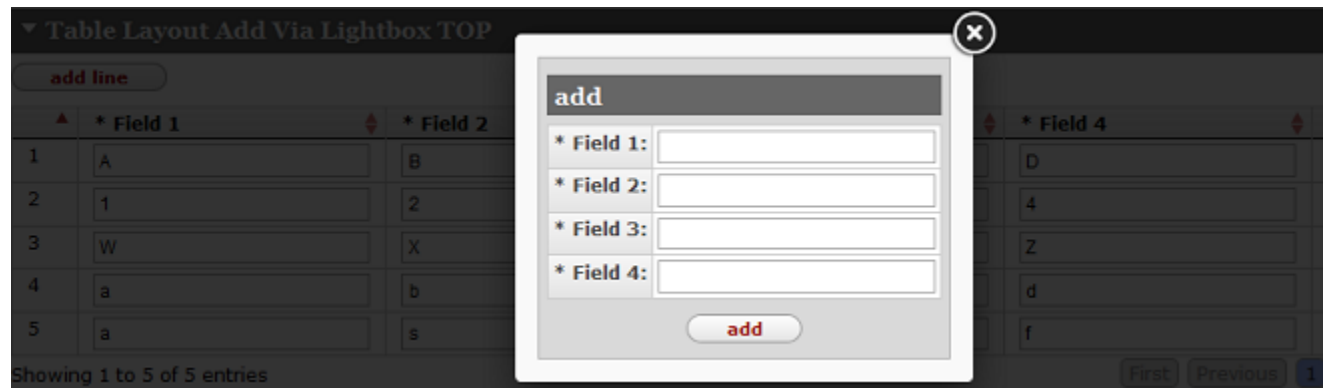 Table Layout Add Via Lightbox TOP
add line
* Field 1 * Field 2 * Field 4
1 A B D
2 1 2 4
3 W X Z
4 a b d
5 a s f
Showing 1 to 5 of 5 entries
First Previous 1
add
* Field 1:
* Field 2:
* Field 3:
* Field 4:
add